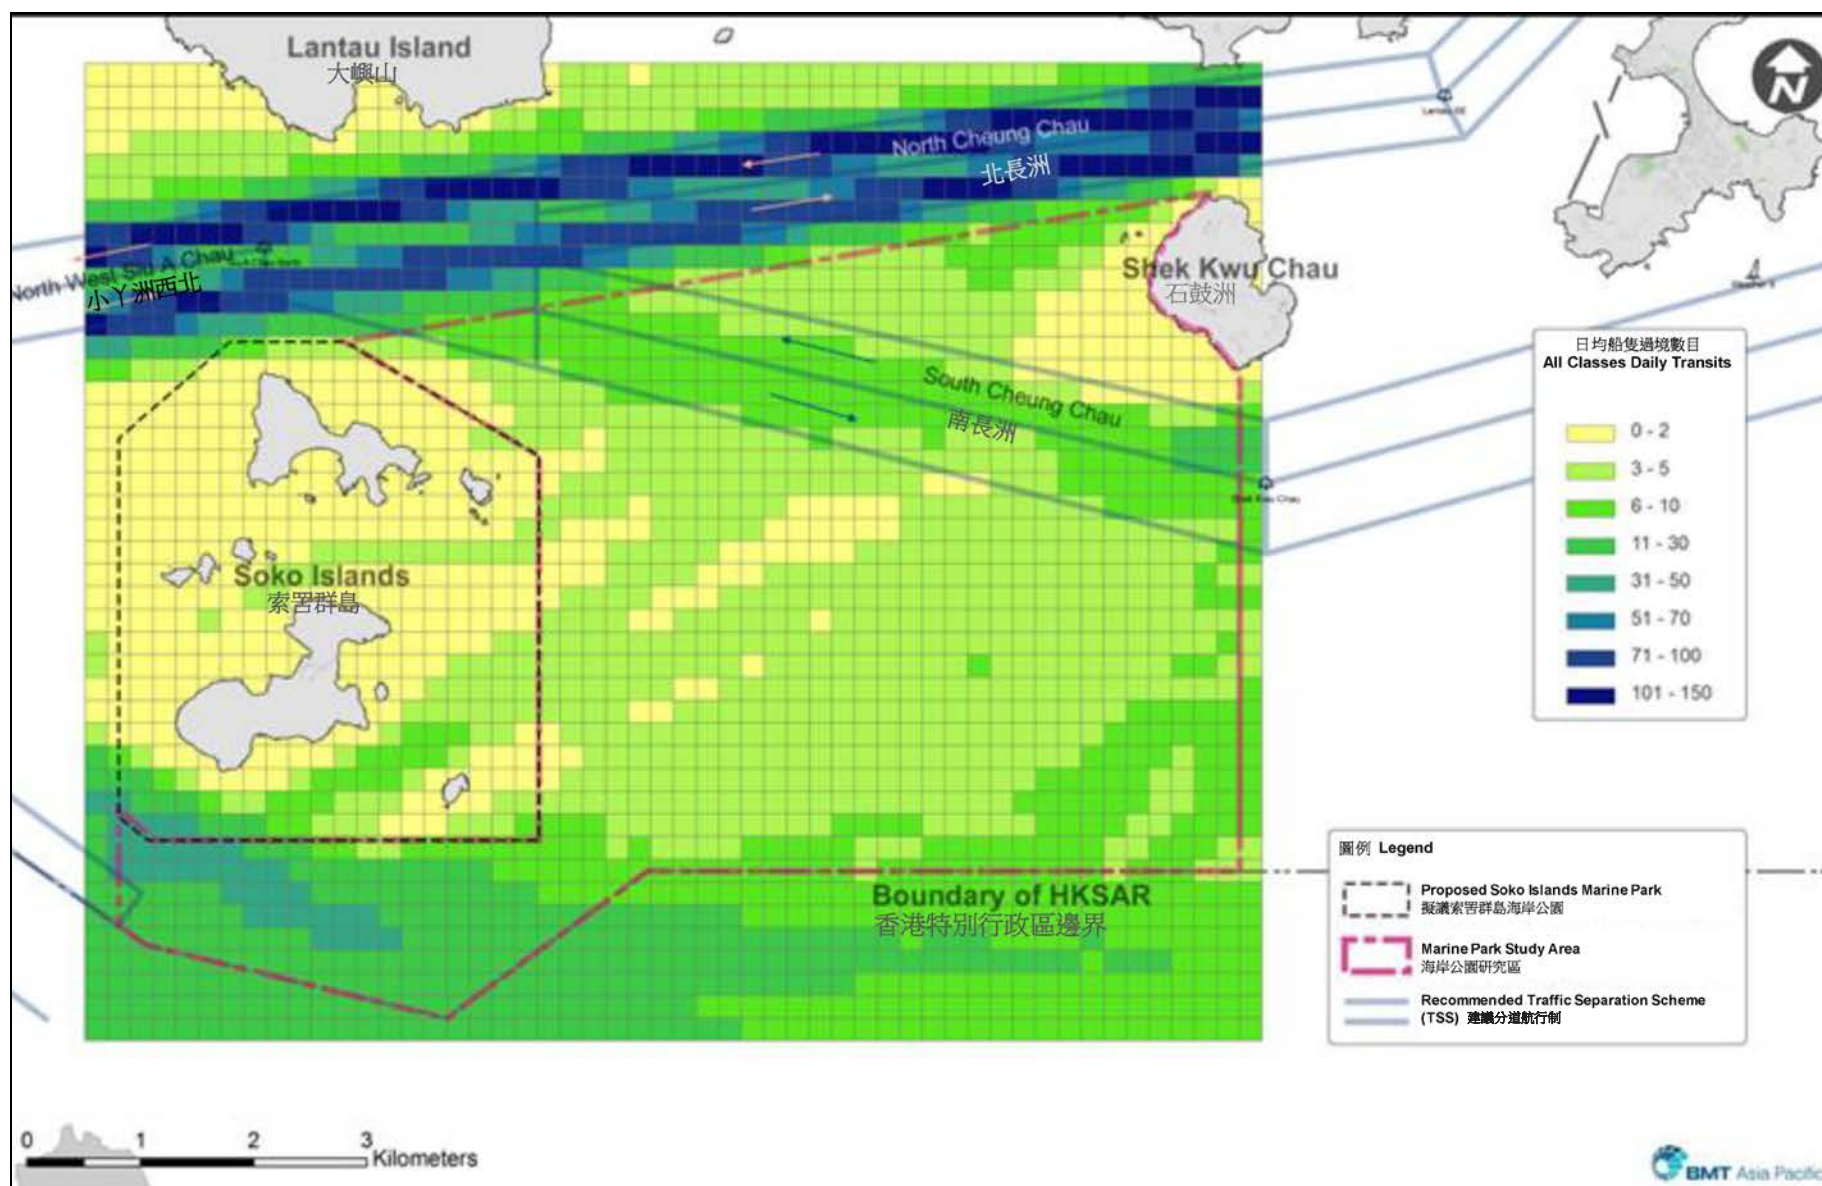 Lantau Island
大嶼山
N
North Cheung Chau
北長洲
North West Siu A Chau
小丫洲西北
Shek Kwu Chau
石鼓洲
South Cheung Chau
南長洲
Shek Kwu Chau
Soko Islands
索罟群島
Boundary of HKSAR
香港特別行政區邊界
日均船隻過境數目
All Classes Daily Transits
0 - 2
3 - 5
6 - 10
11 - 30
31 - 50
51 - 70
71 - 100
101 - 150
圖例 Legend
Proposed Soko Islands Marine Park
擬議索罟群島海岸公園
Marine Park Study Area
海岸公園研究區
Recommended Traffic Separation Scheme
(TSS) 建議分道航行制
0 1 2 3
Kilometers
BMT Asia Pacific